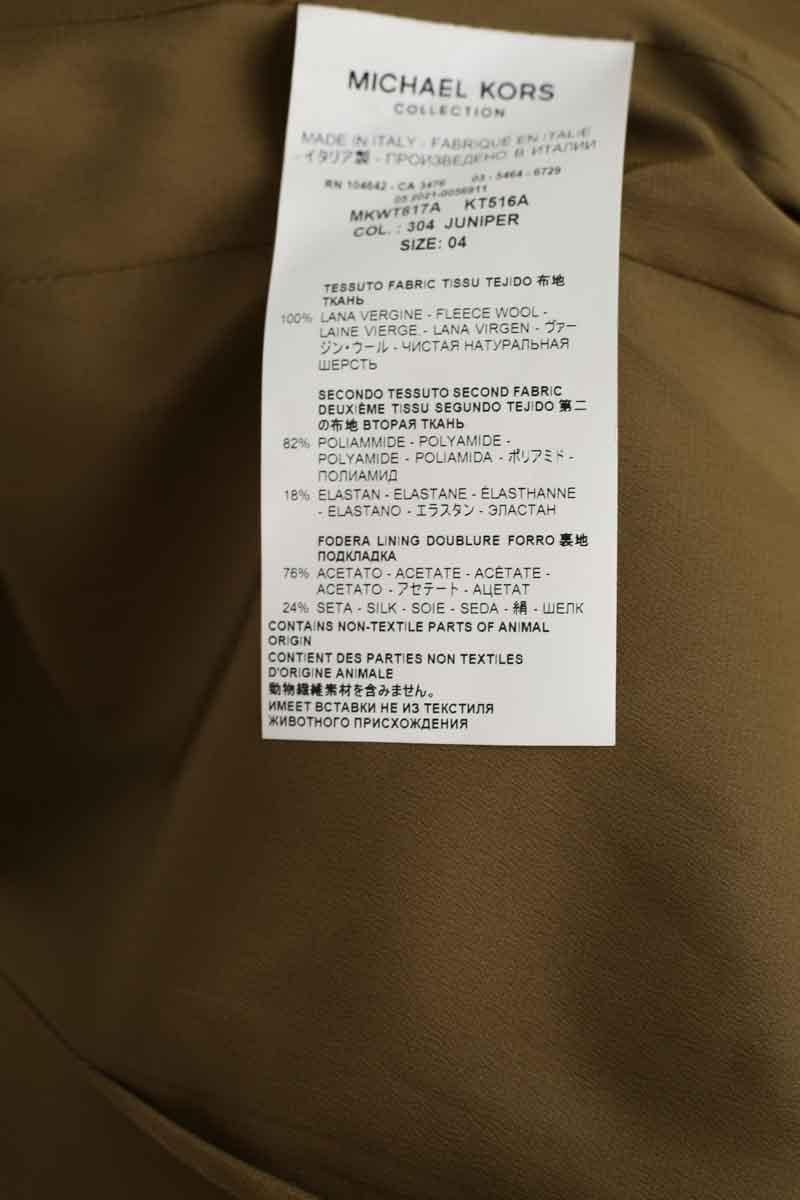 MICHAEL KORS
COLLECTION
MADE IN ITALY - FABRIQUE EN ITALIE
- イタリア製 - ПРОИЗВЕДЕНО В ИТАЛИИ
RN 104642 - CA 3476 03 - 5464 - 6729
05 2021-0056911
MKWT617A KT516A
COL. : 304 JUNIPER
SIZE: 04
TESSUTO FABRIC TISSU TEJIDO 布地
ТКАНЬ
100% LANA VERGINE - FLEECE WOOL -
LAINE VIERGE - LANA VIRGEN - ヴァー
ジン・ウール - ЧИСТАЯ НАТУРАЛЬНАЯ
ШЕРСТЬ
SECONDO TESSUTO SECOND FABRIC
DEUXIÈME TISSU SEGUNDO TEJIDO 第二
の布地 ВТОРАЯ ТКАНЬ
82% POLIAMMIDE - POLYAMIDE -
POLYAMIDE - POLIAMIDA - ポリアミド -
ПОЛИАМИД
18% ELASTAN - ELASTANE - ÉLASTHANNE
- ELASTANO - エラスタン - ЭЛАСТАН
FODERA LINING DOUBLURE FORRO 裏地
ПОДКЛАДКА
76% ACETATO - ACETATE - ACÉTATE -
ACETATO - アセテート - АЦЕТАТ
24% SETA - SILK - SOIE - SEDA - 絹 - ШЕЛК
CONTAINS NON-TEXTILE PARTS OF ANIMAL
ORIGIN
CONTIENT DES PARTIES NON TEXTILES
D'ORIGINE ANIMALE
動物繊維素材を含みません。
ИМЕЕТ ВСТАВКИ НЕ ИЗ ТЕКСТИЛЯ
ЖИВОТНОГО ПРИСХОЖДЕНИЯ